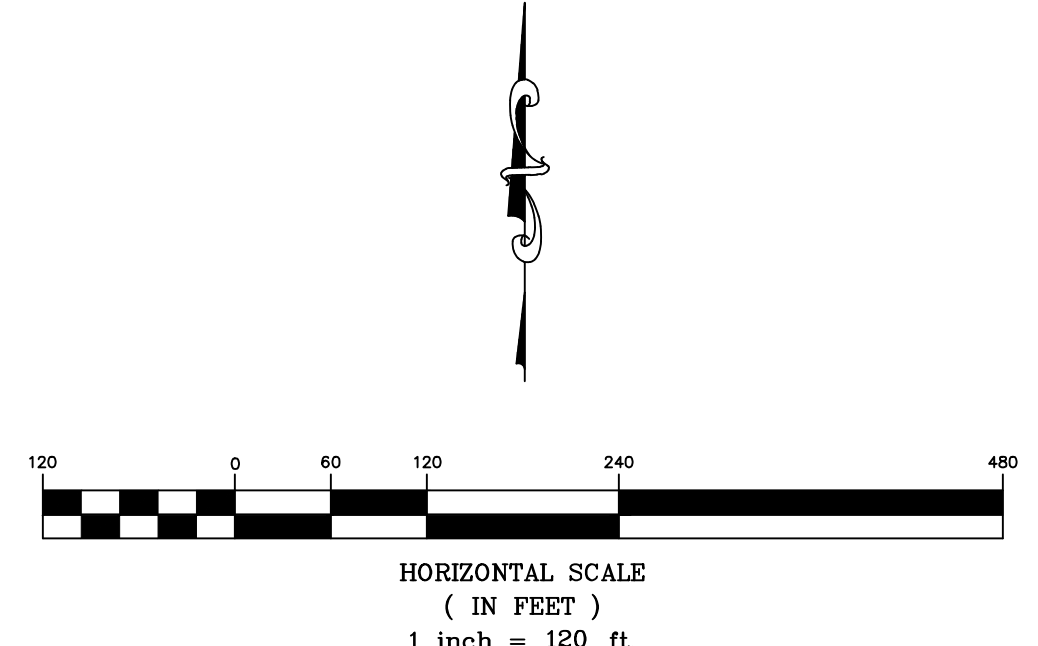 120 0 60 120 240 480
HORIZONTAL SCALE
( IN FEET )
1 inch = 120 ft